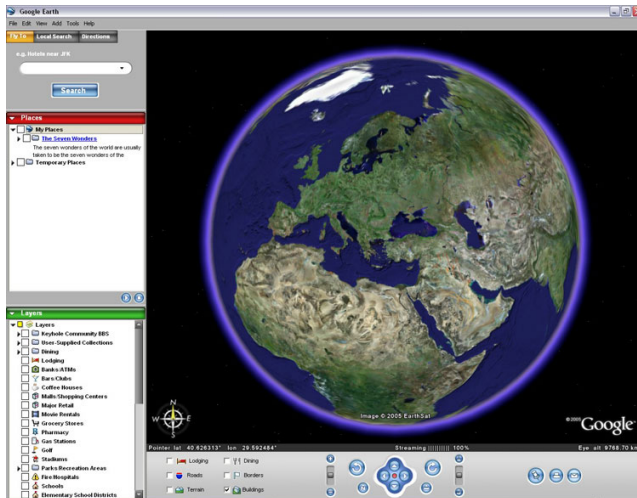 Google Earth
File Edit View Add Tools Help
Fly To Local Search Directions
e.g. Hotels near JFK
Search
Places
My Places
The Seven Wonders
The seven wonders of the world are usually
taken to be the seven wonders of the
Temporary Places
Layers
Layers
Keyhole Community BBS
User-Supplied Collections
Dining
Lodging
Banks/ATMs
Bars/Clubs
Coffee Houses
Malls/Shopping Centers
Major Retail
Movie Rentals
Grocery Stores
Pharmacy
Gas Stations
Golf
Stadiums
Parks/Recreation Areas
Fire/Hospitals
Schools
Elementary School Districts
N
W E
S
Image © 2005 EarthSat
©2005 Google™
Pointer lat 40.626313° lon 29.592484° Streaming |||||||||| 100% Eye alt 9768.70 km
Lodging Dining
Roads Borders
Terrain Buildings